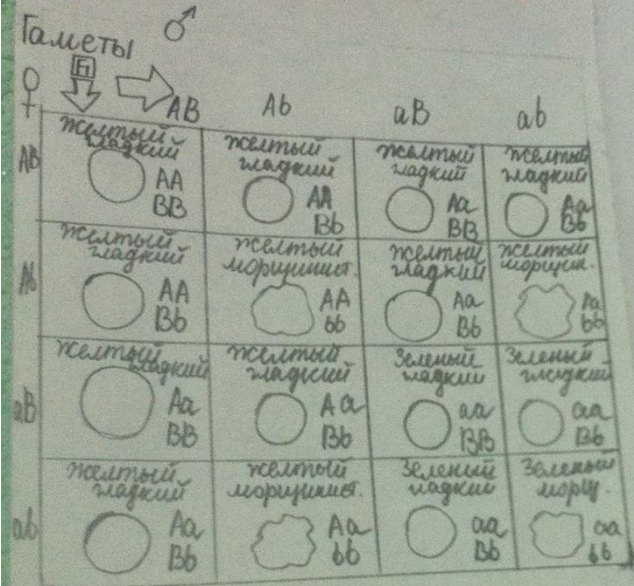 Гаметы ♂
F1
♀ AB Ab aB ab
AB
Желтый гладкий AA BB
желтый гладкий AA Bb
желтый гладкий Aa BB
желтый гладкий Aa Bb
Ab
желтый гладкий AA Bb
желтый морщинист. AA bb
желтый гладкий Aa Bb
желтый морщин. Aa bb
aB
желтый гладкий Aa BB
желтый гладкий Aa Bb
Зеленый гладкий aa BB
Зеленый гладкий aa Bb
ab
желтый гладкий Aa Bb
желтый морщинист. Aa bb
Зеленый гладкий aa Bb
Зеленый морщ. aa bb